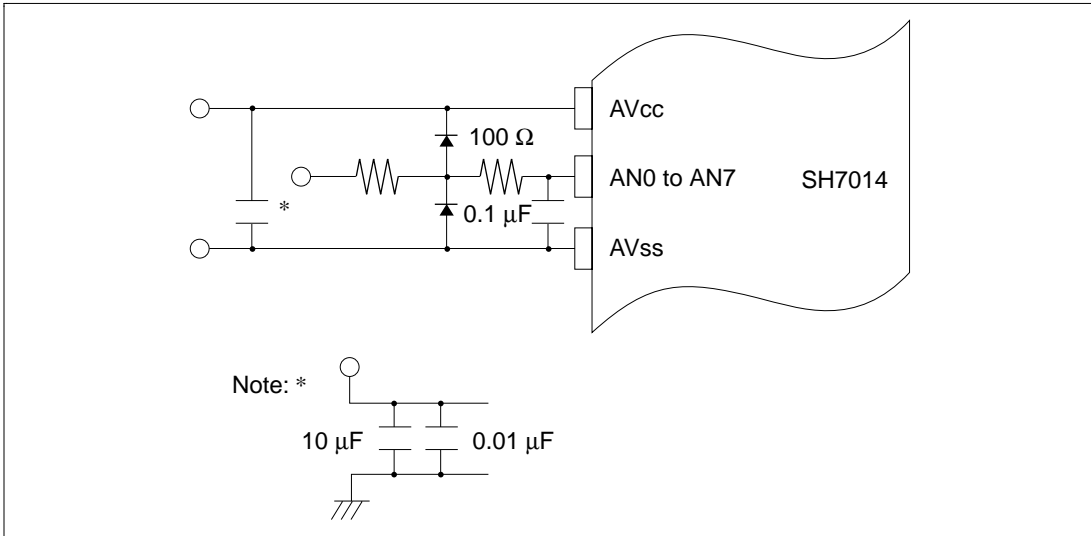 AVcc
100 Ω
AN0 to AN7
SH7014
*
0.1 μF
AVss
Note: *
10 μF
0.01 μF